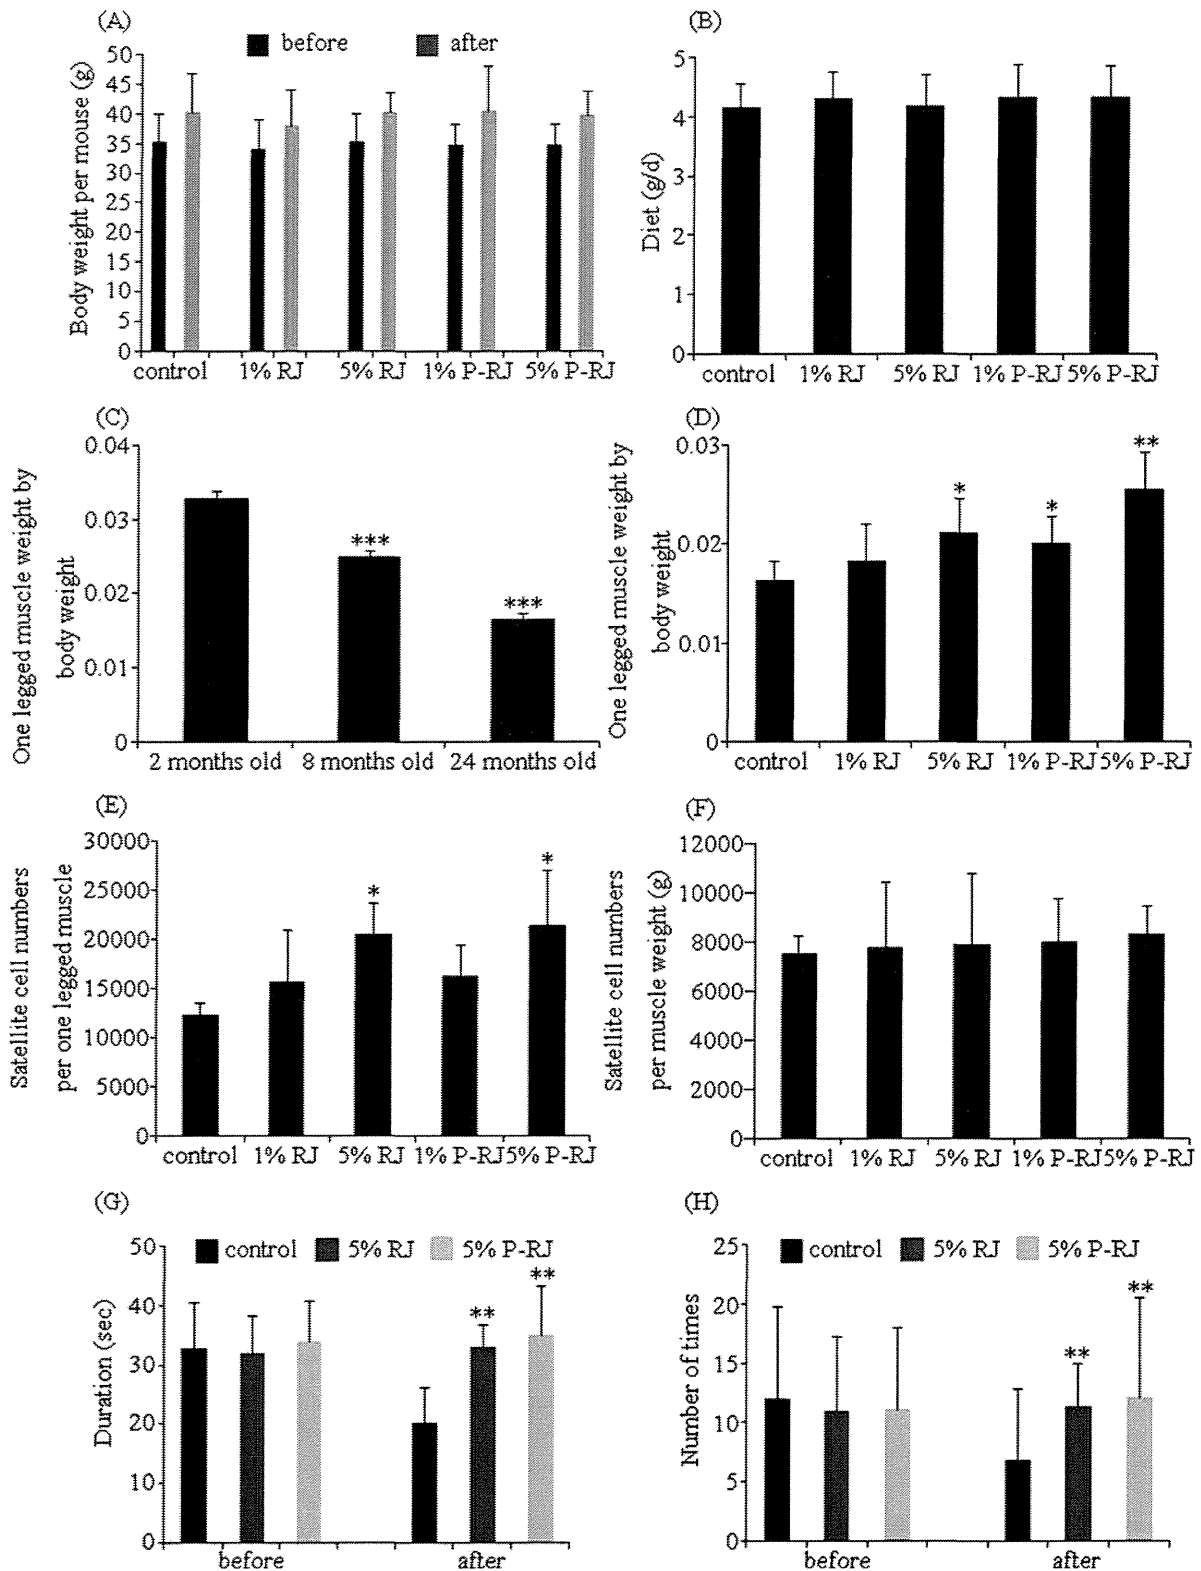 (A)
before
after
Body weight per mouse (g)
50
45
40
35
30
25
20
15
10
5
0
control
1% RJ
5% RJ
1% P-RJ
5% P-RJ
(B)
Diet (g/d)
5
4
3
2
1
0
control
1% RJ
5% RJ
1% P-RJ
5% P-RJ
(C)
One legged muscle weight by
body weight
0.04
0.03
0.02
0.01
0
***
***
2 months old
8 months old
24 months old
(D)
One legged muscle weight by
body weight
0.03
0.02
0.01
0
*
*
**
control
1% RJ
5% RJ
1% P-RJ
5% P-RJ
(E)
Satellite cell numbers
per one legged muscle
30000
25000
20000
15000
10000
5000
0
*
*
control
1% RJ
5% RJ
1% P-RJ
5% P-RJ
(F)
Satellite cell numbers
per muscle weight (g)
12000
10000
8000
6000
4000
2000
0
control
1% RJ
5% RJ
1% P-RJ
5% P-RJ
(G)
control
5% RJ
5% P-RJ
Duration (sec)
50
40
30
20
10
0
**
**
before
after
(H)
control
5% RJ
5% P-RJ
Number of times
25
20
15
10
5
0
**
**
before
after